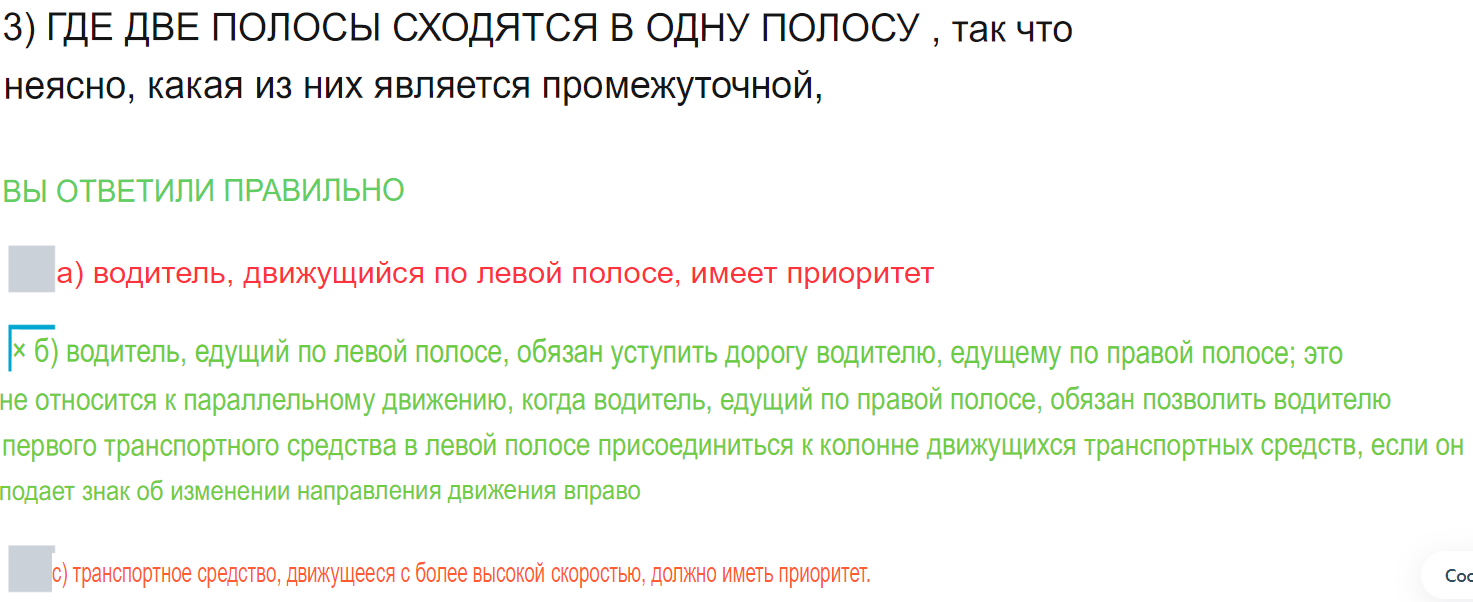 3) ГДЕ ДВЕ ПОЛОСЫ СХОДЯТСЯ В ОДНУ ПОЛОСУ , так что
неясно, какая из них является промежуточной,
ВЫ ОТВЕТИЛИ ПРАВИЛЬНО
а) водитель, движущийся по левой полосе, имеет приоритет
× б) водитель, едущий по левой полосе, обязан уступить дорогу водителю, едущему по правой полосе; это
не относится к параллельному движению, когда водитель, едущий по правой полосе, обязан позволить водителю
первого транспортного средства в левой полосе присоединиться к колонне движущихся транспортных средств, если он
подает знак об изменении направления движения вправо
с) транспортное средство, движущееся с более высокой скоростью, должно иметь приоритет.